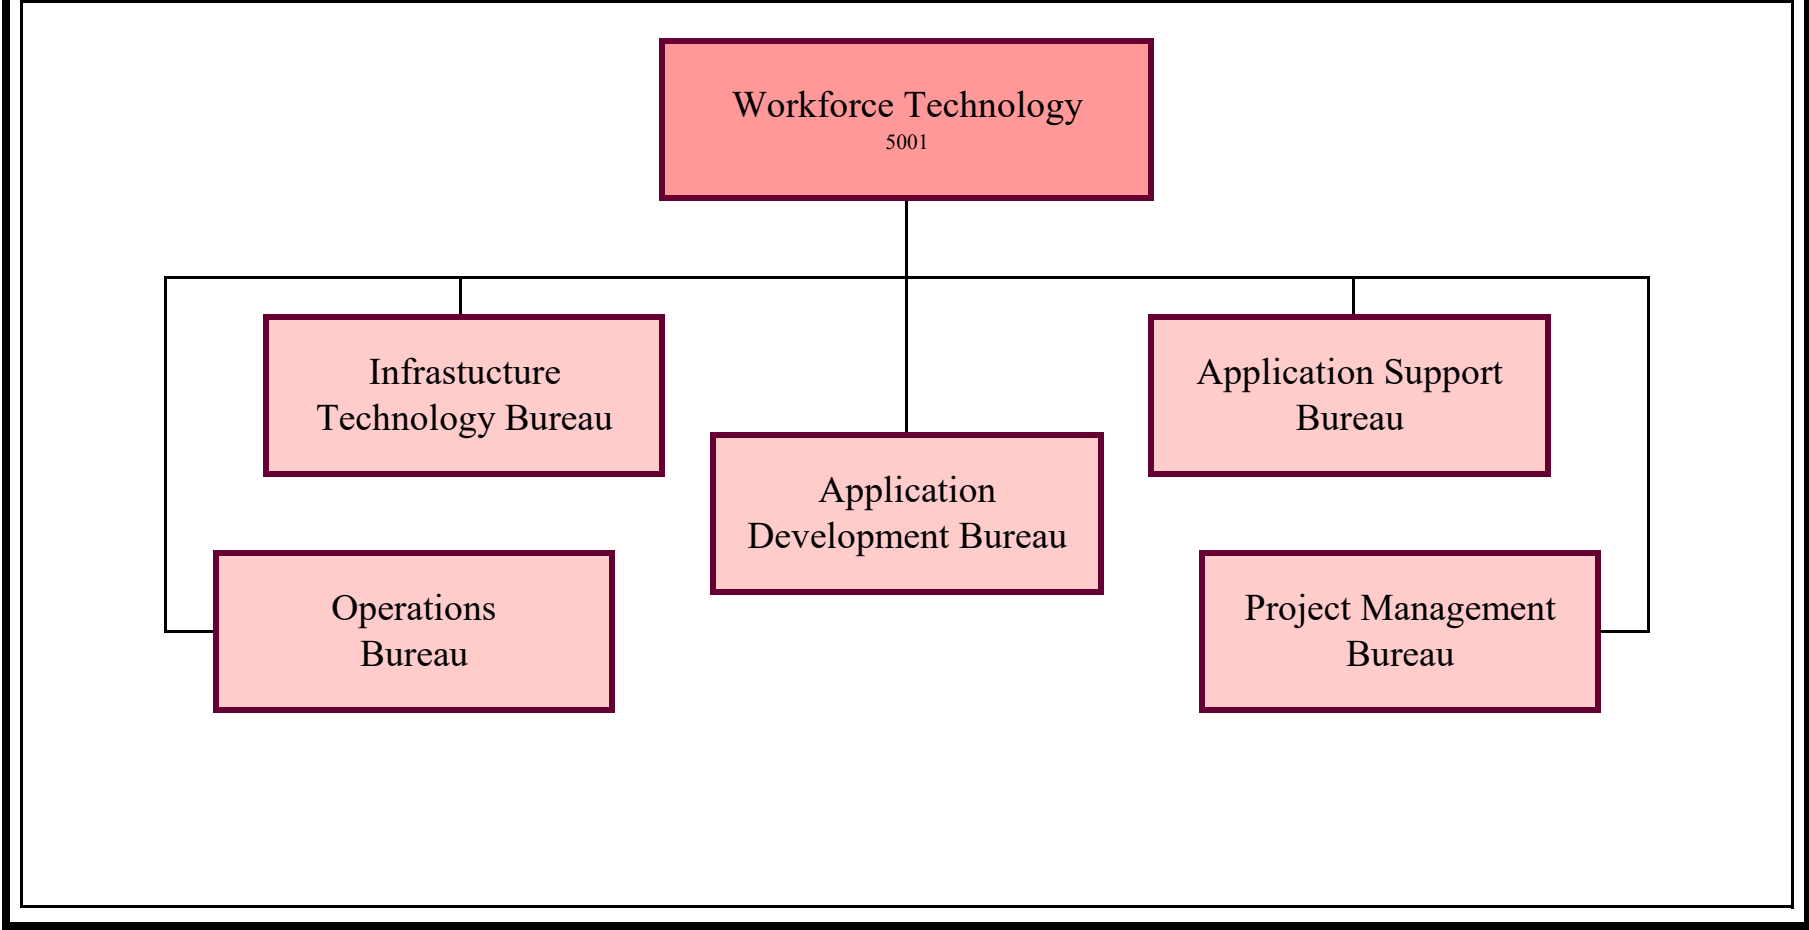 Workforce Technology
5001
Infrastucture
Technology Bureau
Application Support
Bureau
Application
Development Bureau
Operations
Bureau
Project Management
Bureau